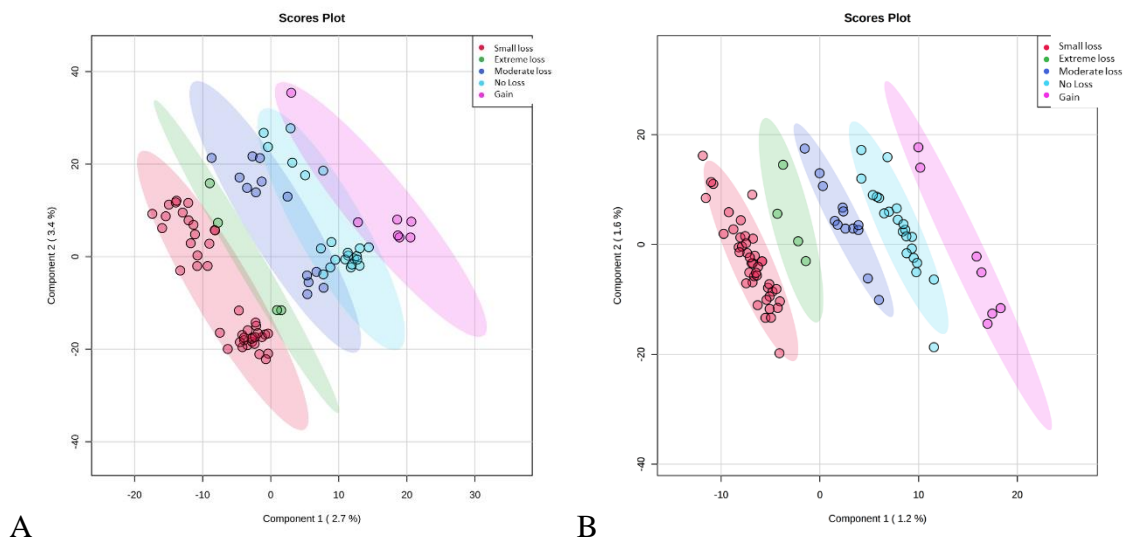 Scores Plot
Small loss
Extreme loss
Moderate loss
No Loss
Gain
40
20
0
-20
-40
Component 2 ( 3.4 %)
-20
-10
0
10
20
30
Component 1 ( 2.7 %)
A
Scores Plot
Small loss
Extreme loss
Moderate loss
No Loss
Gain
20
0
-20
-40
Component 2 ( 1.6 %)
-10
0
10
20
Component 1 ( 1.2 %)
B